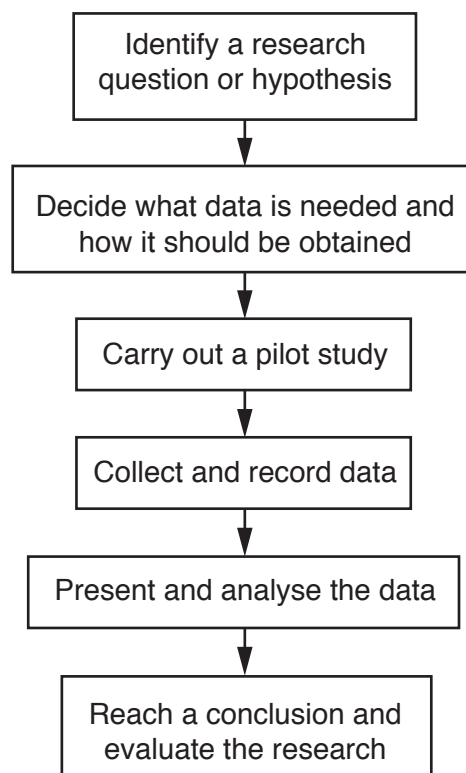 Identify a research
question or hypothesis
Decide what data is needed and
how it should be obtained
Carry out a pilot study
Collect and record data
Present and analyse the data
Reach a conclusion and
evaluate the research